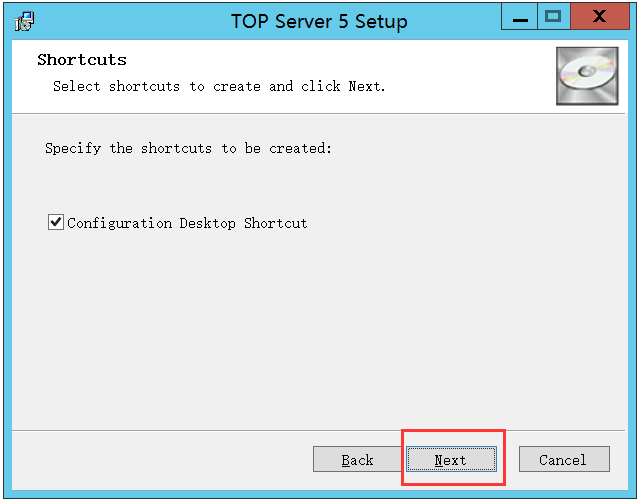 TOP Server 5 Setup
Shortcuts
Select shortcuts to create and click Next.
Specify the shortcuts to be created:
Configuration Desktop Shortcut
Back Next Cancel